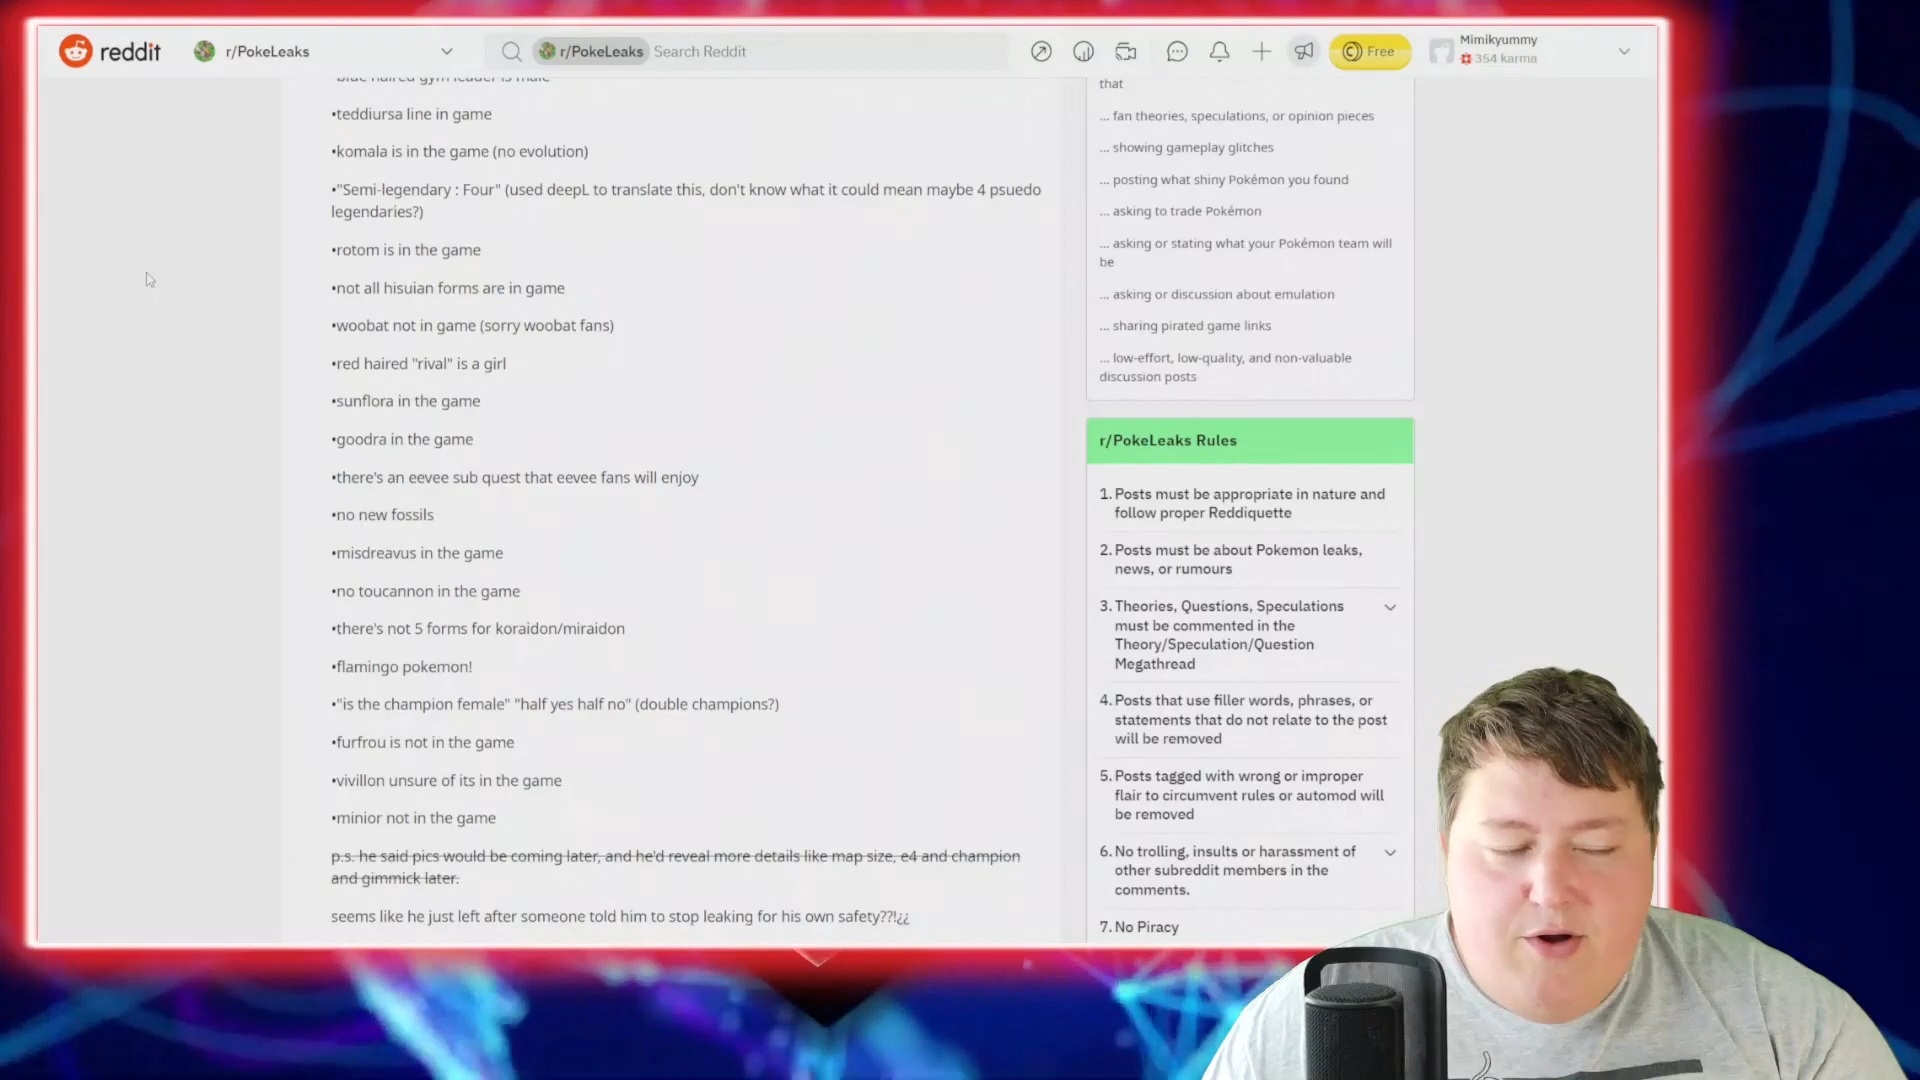 reddit r/PokeLeaks r/PokeLeaks Search Reddit Free Mimikyummy
354 karma
•blue haired gym leader is male
•teddiursa line in game
•komala is in the game (no evolution)
•"Semi-legendary : Four" (used deepL to translate this, don't know what it could mean maybe 4 psuedo
legendaries?)
•rotom is in the game
•not all hisuian forms are in game
•woobat not in game (sorry woobat fans)
•red haired "rival" is a girl
•sunflora in the game
•goodra in the game
•there's an eevee sub quest that eevee fans will enjoy
•no new fossils
•misdreavus in the game
•no toucannon in the game
•there's not 5 forms for koraidon/miraidon
•flamingo pokemon!
•"is the champion female" "half yes half no" (double champions?)
•furfrou is not in the game
•vivillon unsure of its in the game
•minior not in the game
p.s. he said pics would be coming later, and he'd reveal more details like map size, e4 and champion
and gimmick later.
seems like he just left after someone told him to stop leaking for his own safety??!¿¿
that
... fan theories, speculations, or opinion pieces
... showing gameplay glitches
... posting what shiny Pokémon you found
... asking to trade Pokémon
... asking or stating what your Pokémon team will
be
... asking or discussion about emulation
... sharing pirated game links
... low-effort, low-quality, and non-valuable
discussion posts
r/PokeLeaks Rules
1. Posts must be appropriate in nature and
follow proper Reddiquette
2. Posts must be about Pokemon leaks,
news, or rumours
3. Theories, Questions, Speculations
must be commented in the
Theory/Speculation/Question
Megathread
4. Posts that use filler words, phrases, or
statements that do not relate to the post
will be removed
5. Posts tagged with wrong or improper
flair to circumvent rules or automod will
be removed
6. No trolling, insults or harassment of
other subreddit members in the
comments.
7. No Piracy